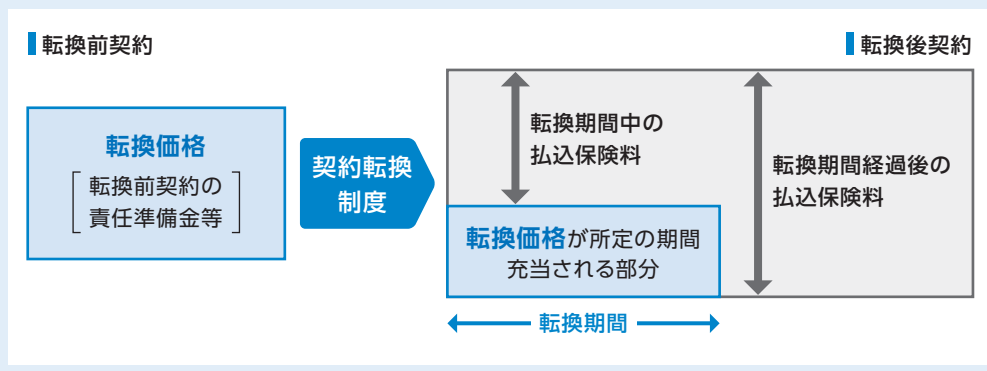 転換前契約
転換後契約
転換価格
転換前契約の
責任準備金等
契約転換
制度
転換期間中の
払込保険料
転換期間経過後の
払込保険料
転換価格が所定の期間
充当される部分
転換期間